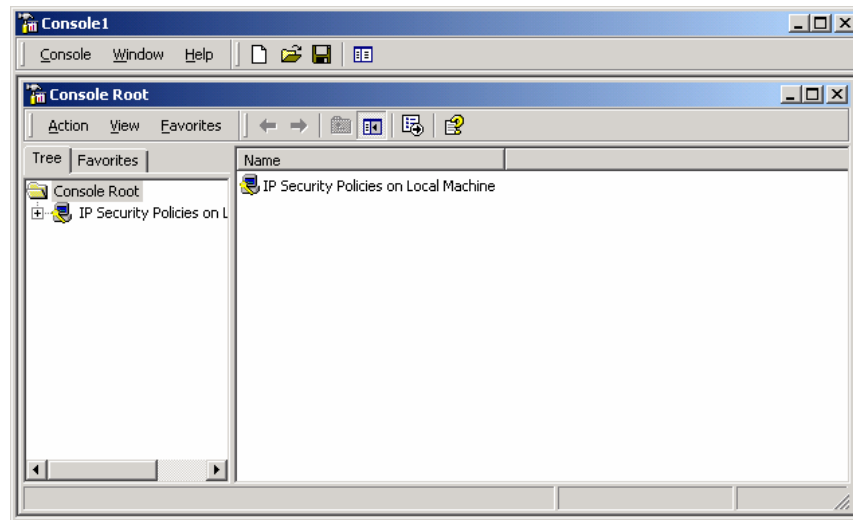 Console1
Console Window Help
Console Root
Action View Favorites
Tree Favorites
Name
Console Root
IP Security Policies on Local Machine
IP Security Policies on L